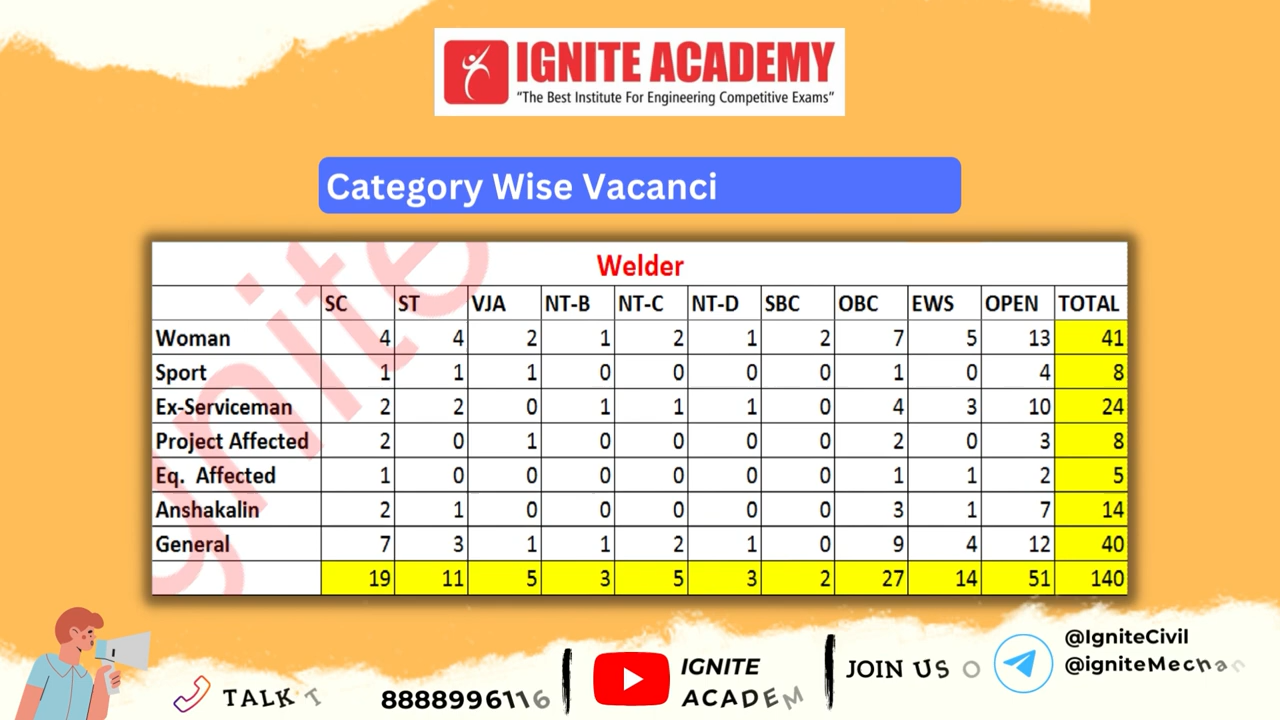 IGNITE ACADEMY
"The Best Institute For Engineering Competitive Exams"
Category Wise Vacanci
Welder
SC ST VJA NT-B NT-C NT-D SBC OBC EWS OPEN TOTAL
Woman 4 4 2 1 2 1 2 7 5 13 41
Sport 1 1 1 0 0 0 0 1 0 4 8
Ex-Serviceman 2 2 0 1 1 1 0 4 3 10 24
Project Affected 2 0 1 0 0 0 0 2 0 3 8
Eq. Affected 1 0 0 0 0 0 0 1 1 2 5
Anshakalin 2 1 0 0 0 0 0 3 1 7 14
General 7 3 1 1 2 1 0 9 4 12 40
19 11 5 3 5 3 2 27 14 51 140
Ignite
TALK T 8888996116
IGNITE
ACADEM
JOIN US O
@IgniteCivil
@igniteMechan